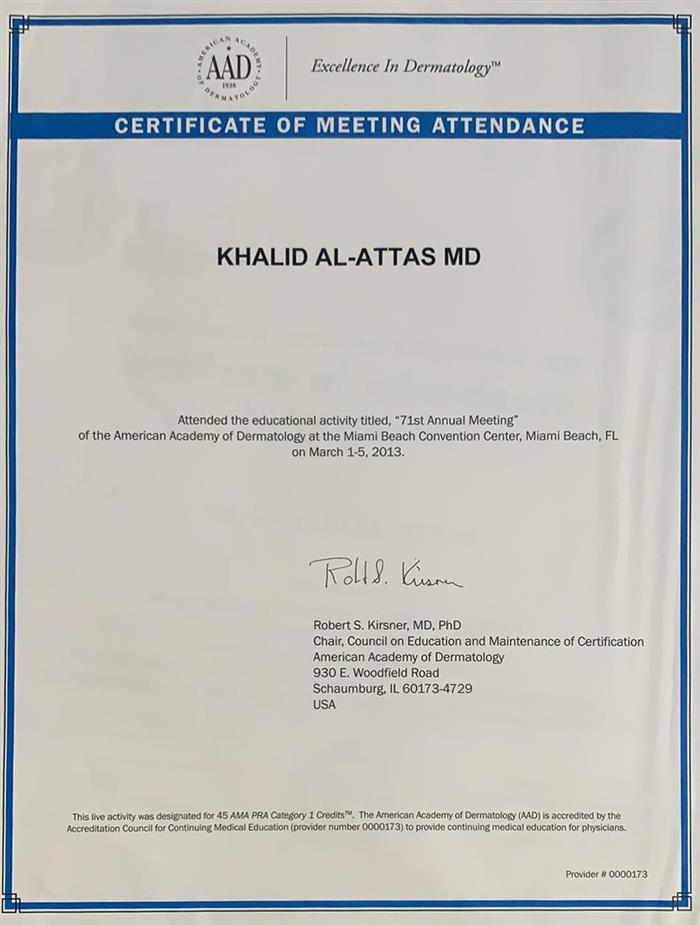 AMERICAN ACADEMY OF DERMATOLOGY
AAD
1938
Excellence In Dermatology™
CERTIFICATE OF MEETING ATTENDANCE
KHALID AL-ATTAS MD
Attended the educational activity titled, “71st Annual Meeting”
of the American Academy of Dermatology at the Miami Beach Convention Center, Miami Beach, FL
on March 1-5, 2013.
Robert S. Kirsner, MD, PhD
Chair, Council on Education and Maintenance of Certification
American Academy of Dermatology
930 E. Woodfield Road
Schaumburg, IL 60173-4729
USA
This live activity was designated for 45 AMA PRA Category 1 Credits™. The American Academy of Dermatology (AAD) is accredited by the
Accreditation Council for Continuing Medical Education (provider number 0000173) to provide continuing medical education for physicians.
Provider # 0000173